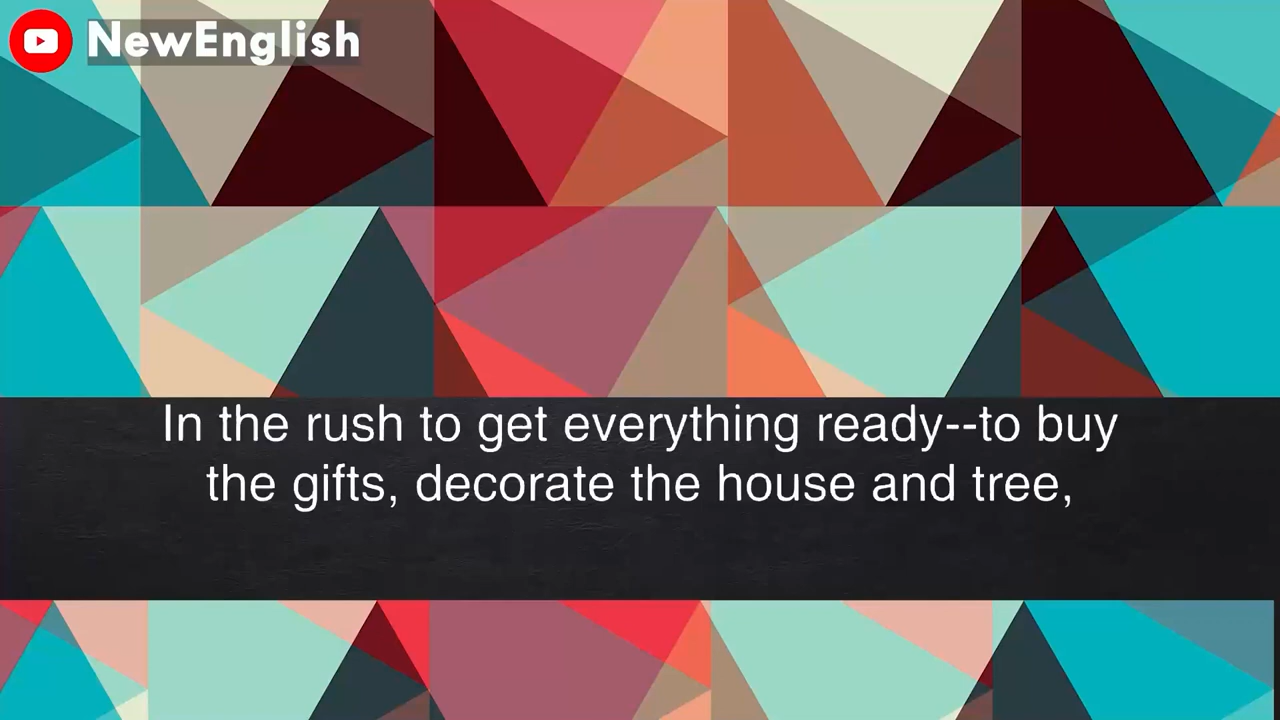 NewEnglish
In the rush to get everything ready--to buy
the gifts, decorate the house and tree,